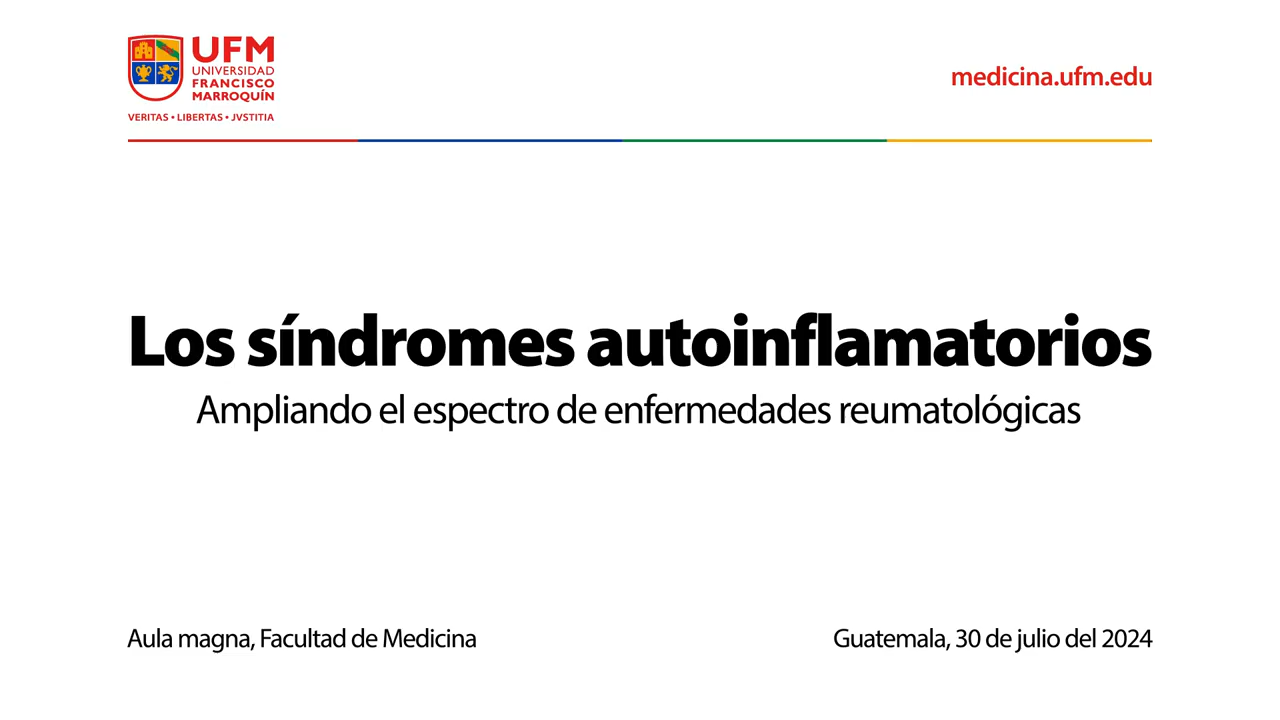 UFM
UNIVERSIDAD
FRANCISCO
MARROQUÍN
VERITAS • LIBERTAS • JVSTITIA
medicina.ufm.edu
Los síndromes autoinflamatorios
Ampliando el espectro de enfermedades reumatológicas
Aula magna, Facultad de Medicina
Guatemala, 30 de julio del 2024